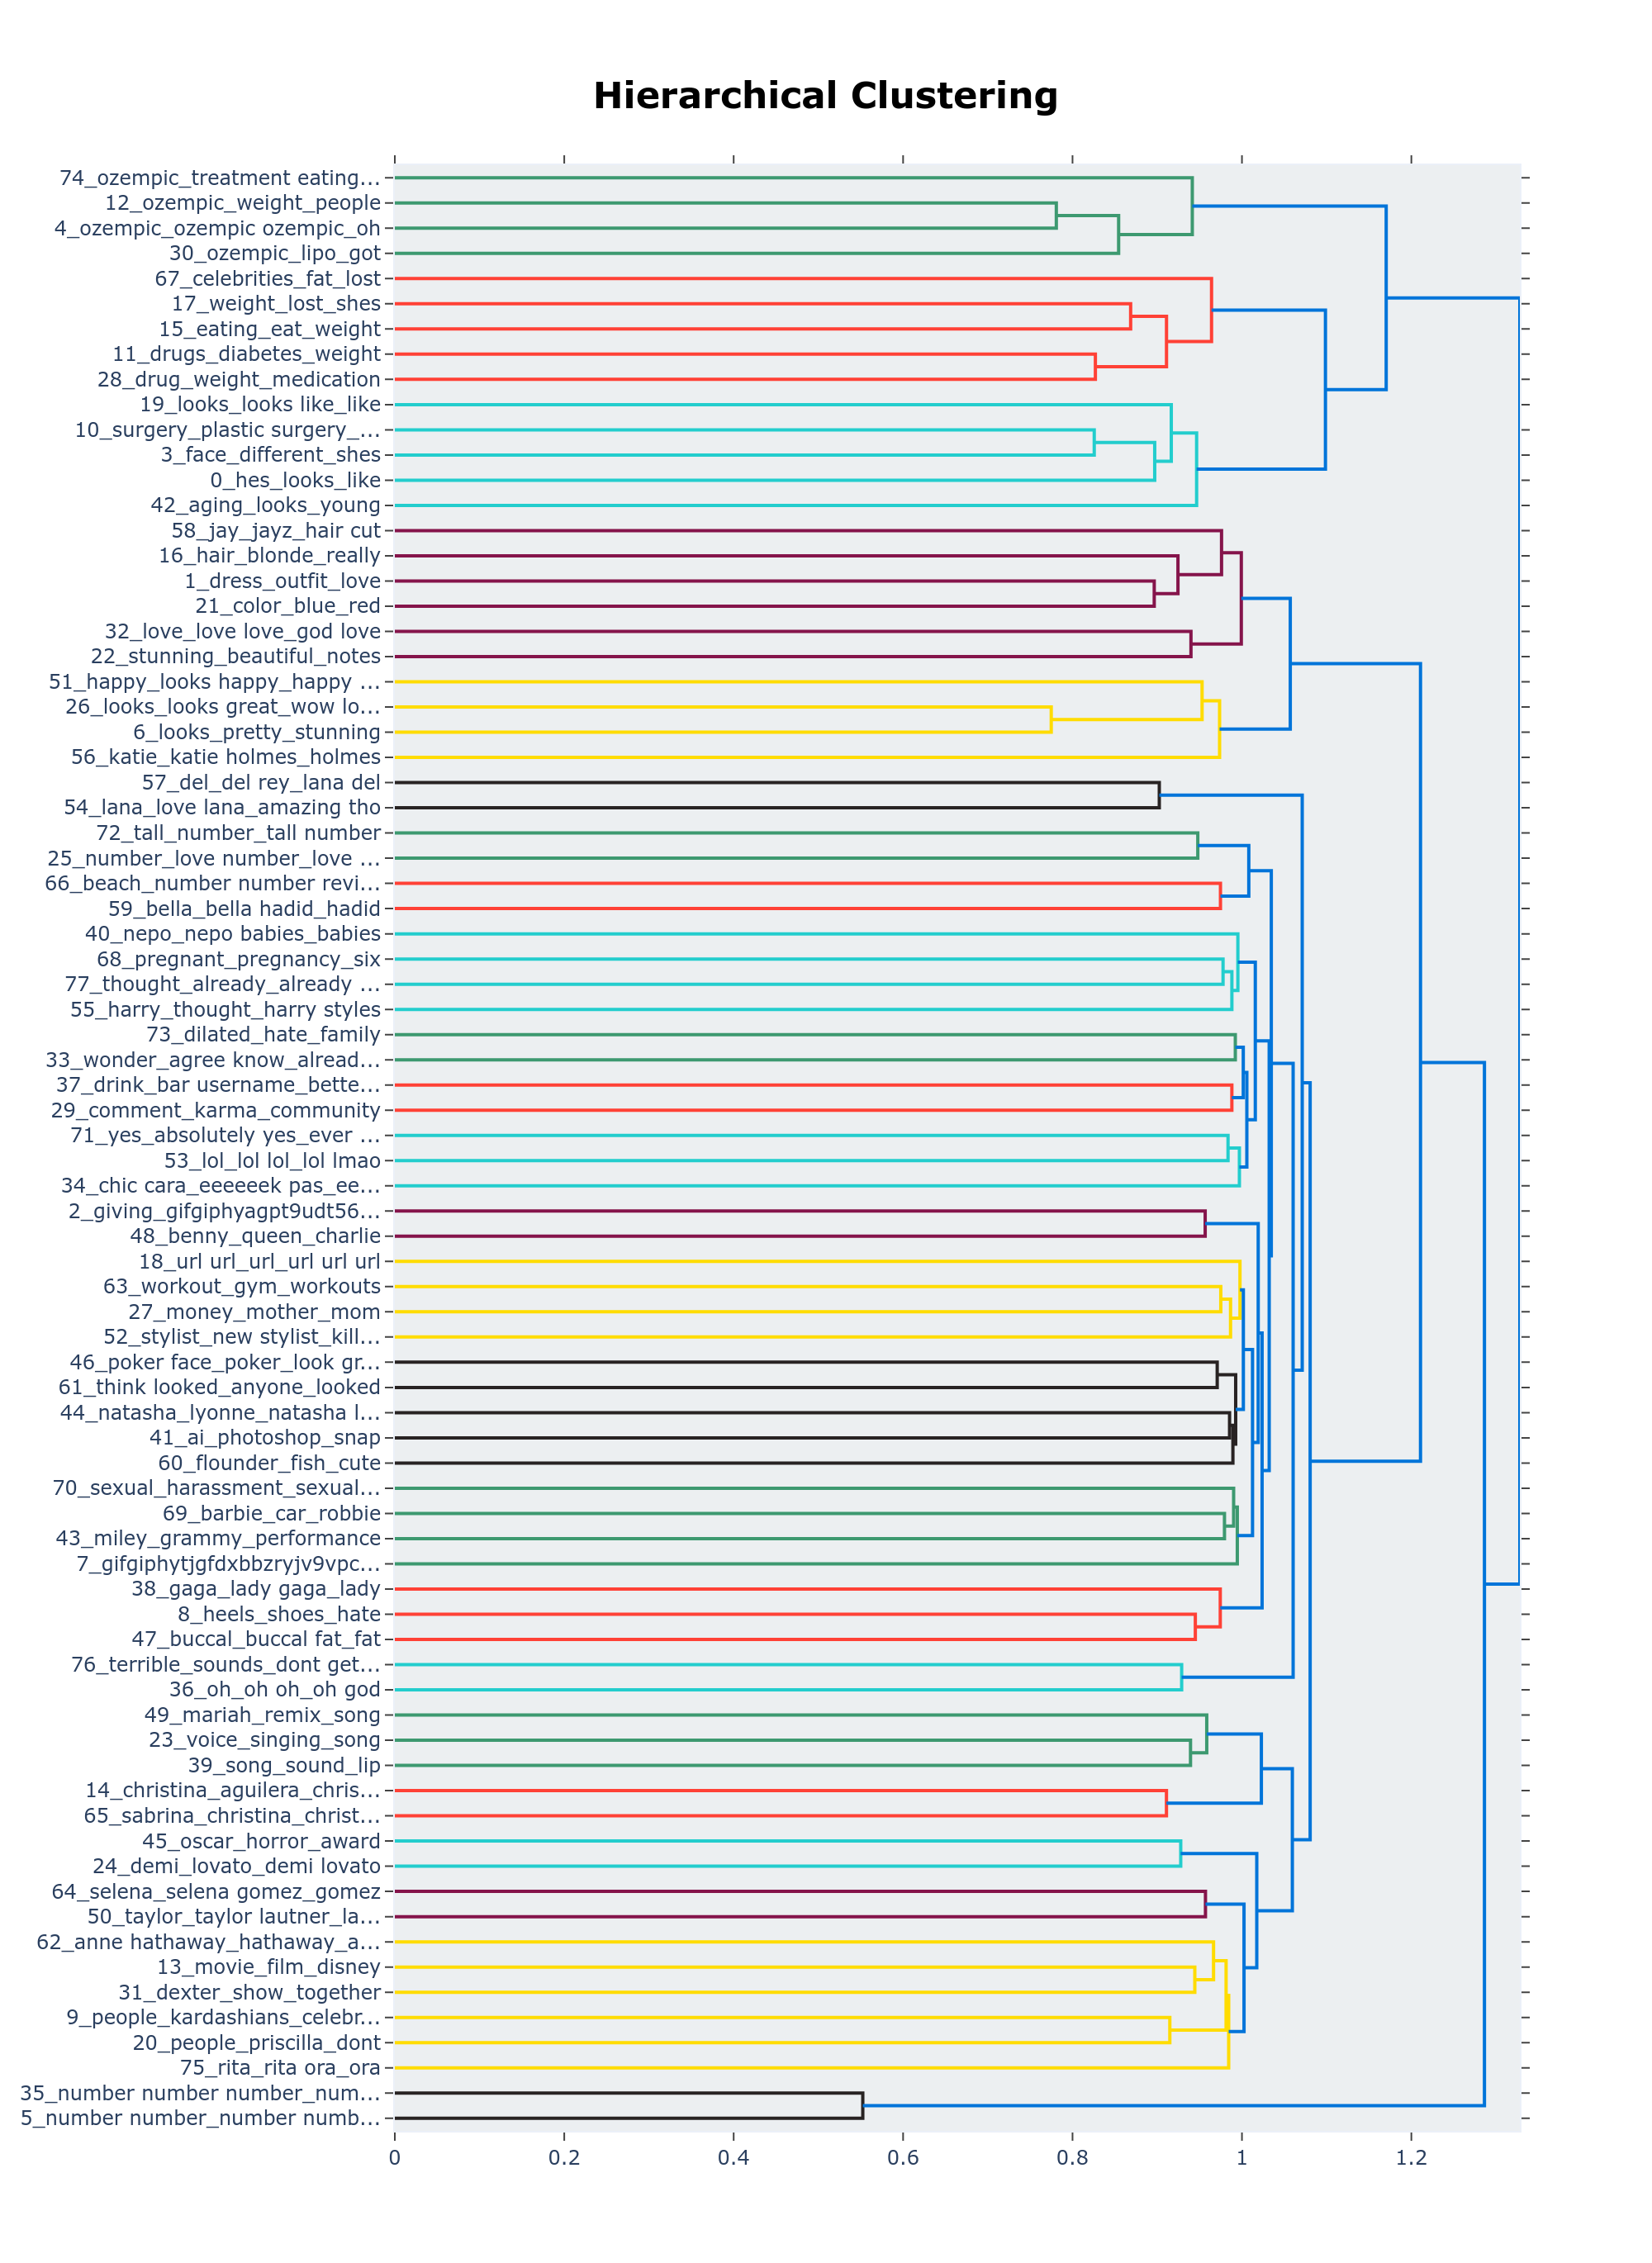 Hierarchical Clustering
74_ozempic_treatment eating...
12_ozempic_weight_people
4_ozempic_ozempic ozempic_oh
30_ozempic_lipo_got
67_celebrities_fat_lost
17_weight_lost_shes
15_eating_eat_weight
11_drugs_diabetes_weight
28_drug_weight_medication
19_looks_looks like_like
10_surgery_plastic surgery_...
3_face_different_shes
0_hes_looks_like
42_aging_looks_young
58_jay_jayz_hair cut
16_hair_blonde_really
1_dress_outfit_love
21_color_blue_red
32_love_love love_god love
22_stunning_beautiful_notes
51_happy_looks happy_happy ...
26_looks_looks great_wow lo...
6_looks_pretty_stunning
56_katie_katie holmes_holmes
57_del_del rey_lana del
54_lana_love lana_amazing tho
72_tall_number_tall number
25_number_love number_love ...
66_beach_number number revi...
59_bella_bella hadid_hadid
40_nepo_nepo babies_babies
68_pregnant_pregnancy_six
77_thought_already_already ...
55_harry_thought_harry styles
73_dilated_hate_family
33_wonder_agree know_alread...
37_drink_bar username_bette...
29_comment_karma_community
71_yes_absolutely yes_ever ...
53_lol_lol lol_lol lmao
34_chic cara_eeeeeek pas_ee...
2_giving_gifgiphyagpt9udt56...
48_benny_queen_charlie
18_url url_url_url url url
63_workout_gym_workouts
27_money_mother_mom
52_stylist_new stylist_kill...
46_poker face_poker_look gr...
61_think looked_anyone_looked
44_natasha_lyonne_natasha l...
41_ai_photoshop_snap
60_flounder_fish_cute
70_sexual_harassment_sexual...
69_barbie_car_robbie
43_miley_grammy_performance
7_gifgiphytjgfdxbbzryjv9vpc...
38_gaga_lady gaga_lady
8_heels_shoes_hate
47_buccal_buccal fat_fat
76_terrible_sounds_dont get...
36_oh_oh oh_oh god
49_mariah_remix_song
23_voice_singing_song
39_song_sound_lip
14_christina_aguilera_chris...
65_sabrina_christina_christ...
45_oscar_horror_award
24_demi_lovato_demi lovato
64_selena_selena gomez_gomez
50_taylor_taylor lautner_la...
62_anne hathaway_hathaway_a...
13_movie_film_disney
31_dexter_show_together
9_people_kardashians_celebr...
20_people_priscilla_dont
75_rita_rita ora_ora
35_number number number_num...
5_number number_number numb...
0 0.2 0.4 0.6 0.8 1 1.2